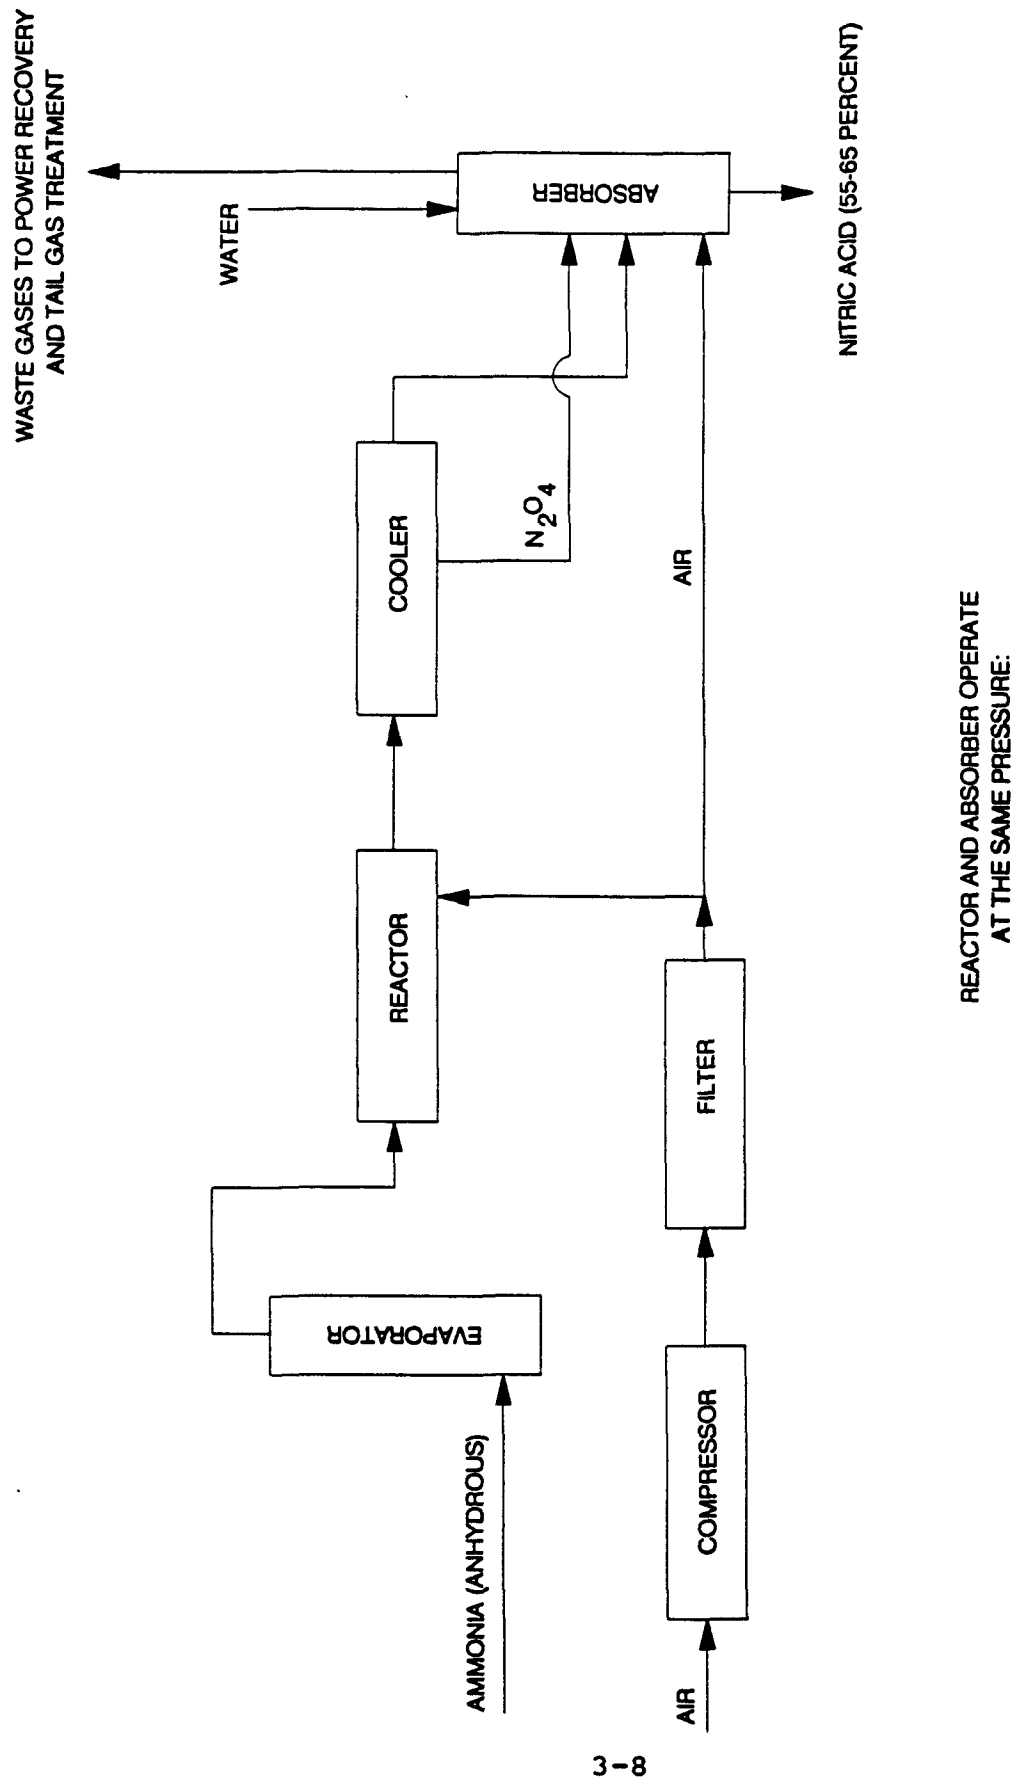 WASTE GASES TO POWER RECOVERY
AND TAIL GAS TREATMENT
WATER
ABSORBER
NITRIC ACID (55-65 PERCENT)
COOLER
N2O4
AIR
REACTOR
FILTER
EVAPORATOR
COMPRESSOR
AMMONIA (ANHYDROUS)
AIR
REACTOR AND ABSORBER OPERATE
AT THE SAME PRESSURE:
3-8